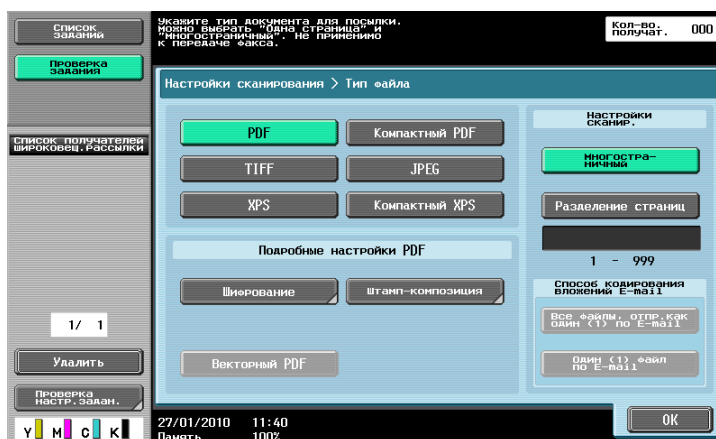 Список
заданий
Проверка
задания
Список получателей
широковещ.рассылки
1/ 1
Удалить
Проверка
настр.задан.
Y M C K
Укажите тип документа для посылки.
Можно выбрать "Одна страница" и
"Многостраничный". Не применимо
к передаче факса.
Кол-во.
получат.
000
Настройки сканирования > Тип файла
PDF
Компактный PDF
TIFF
JPEG
XPS
Компактный XPS
Подробные настройки PDF
Шифрование
Штамп-композиция
Векторный PDF
Настройки
сканир.
Многостра-
ничный
Разделение страниц
1 - 999
Способ кодирования
вложений E-mail
Все файлы, отпр.как
один (1) по E-mail
Один (1) файл
по E-mail
27/01/2010 11:40
Память 100%
OK